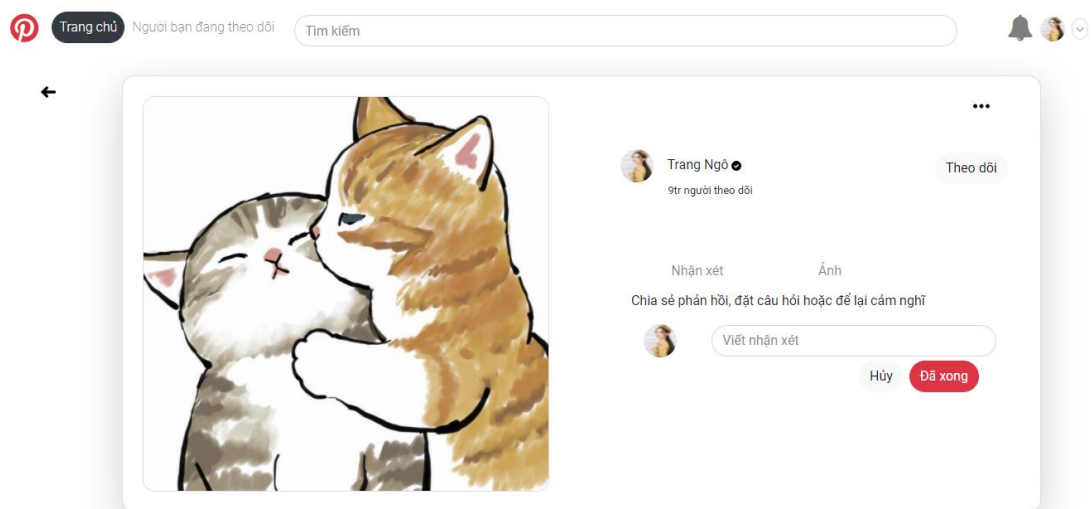 Trang chủ Người bạn đang theo dõi Tìm kiếm
Trang Ngô
Theo dõi
9tr người theo dõi
Nhận xét Ảnh
Chia sẻ phản hồi, đặt câu hỏi hoặc để lại cảm nghĩ
Viết nhận xét
Hủy Đã xong